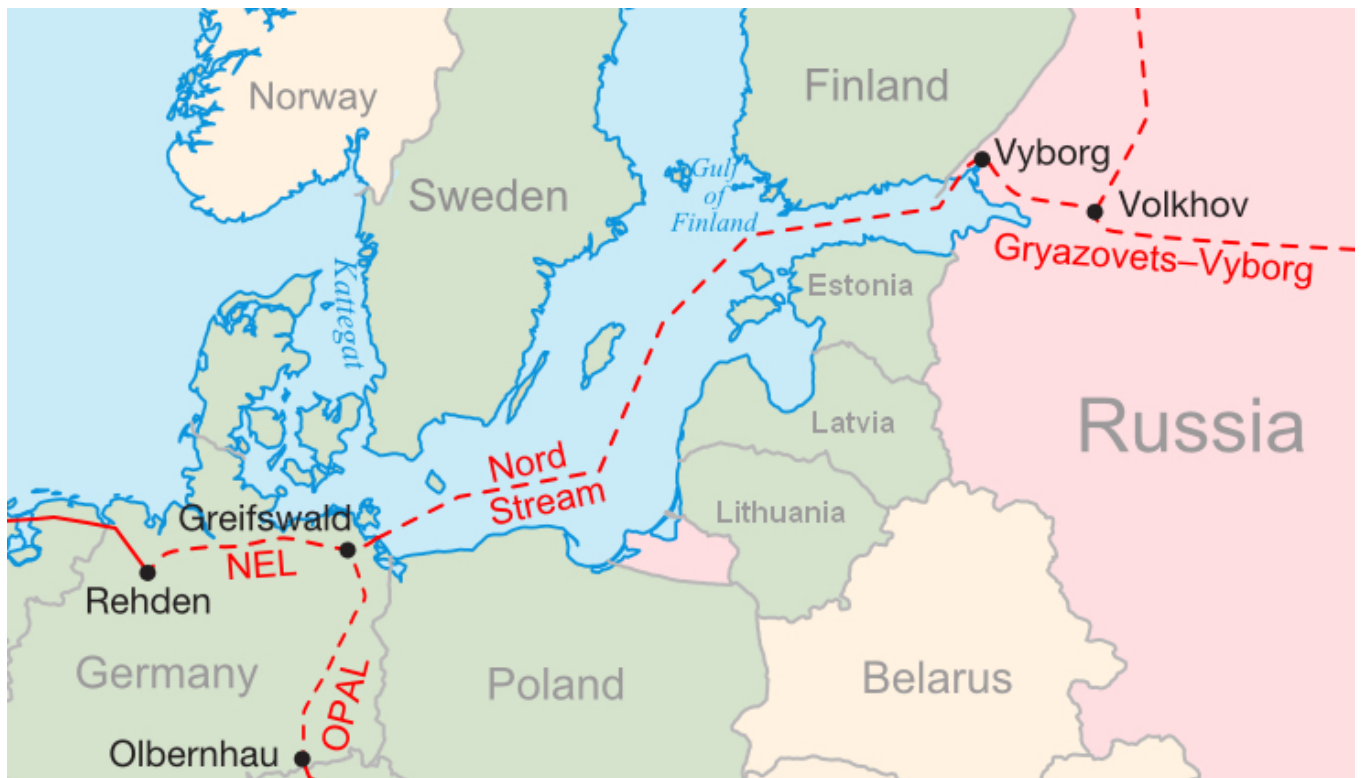 Norway
Finland
Sweden
Gulf
of
Finland
Vyborg
Volkhov
Gryazovets–Vyborg
Kattegat
Estonia
Latvia
Russia
Nord
Stream
Lithuania
Greifswald
NEL
Rehden
Germany
OPAL
Poland
Belarus
Olbernhau